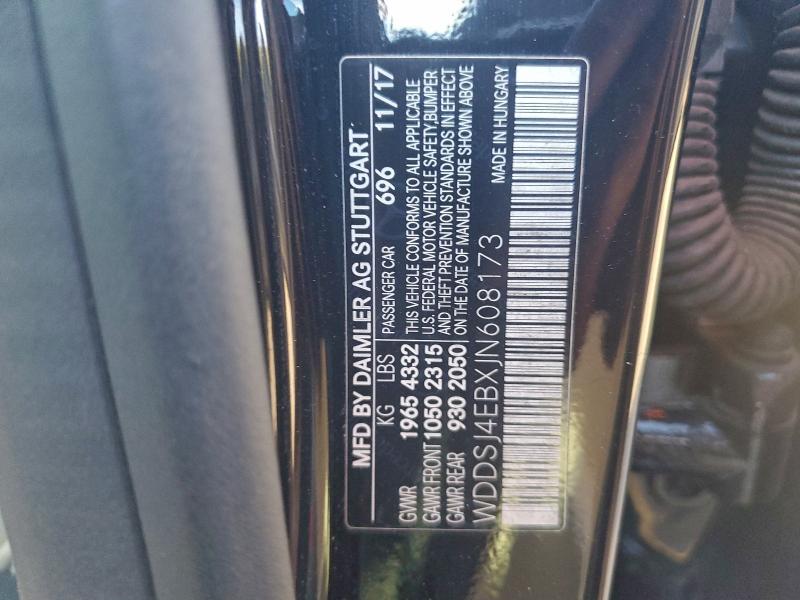 MFD BY DAIMLER AG STUTTGART
KG LBS PASSENGER CAR 696 11/17
GVWR 1965 4332 THIS VEHICLE CONFORMS TO ALL APPLICABLE
GAWR FRONT 1050 2315 U.S. FEDERAL MOTOR VEHICLE SAFETY,BUMPER
AND THEFT PREVENTION STANDARDS IN EFFECT
GAWR REAR 930 2050 ON THE DATE OF MANUFACTURE SHOWN ABOVE
WDDSJ4EBXJN608173 MADE IN HUNGARY